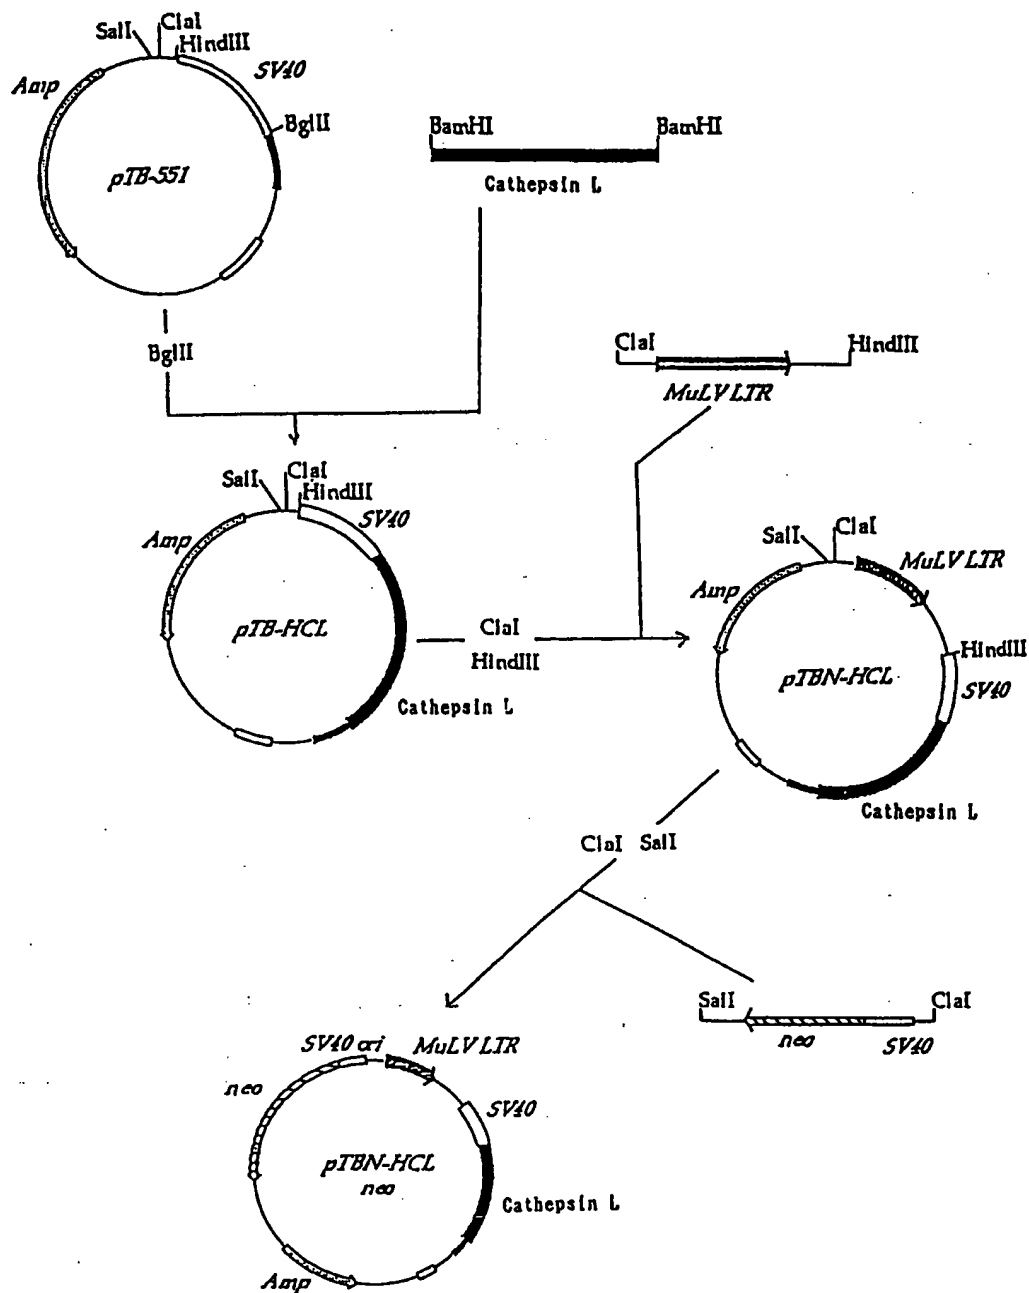 SalI
ClaI
HindIII
SV40
Amp
BglII
pTB-551
BamHI
BamHI
Cathepsin L
BglII
ClaI
HindIII
MuLV LTR
SalI
ClaI
HindIII
SV40
Amp
pTB-HCL
Cathepsin L
ClaI
HindIII
SalI
ClaI
MuLV LTR
Amp
HindIII
pTBN-HCL
SV40
Cathepsin L
ClaI SalI
SalI
ClaI
neo
SV40
SV40 ori
MuLV LTR
neo
SV40
pTBN-HCL
neo
Cathepsin L
Amp